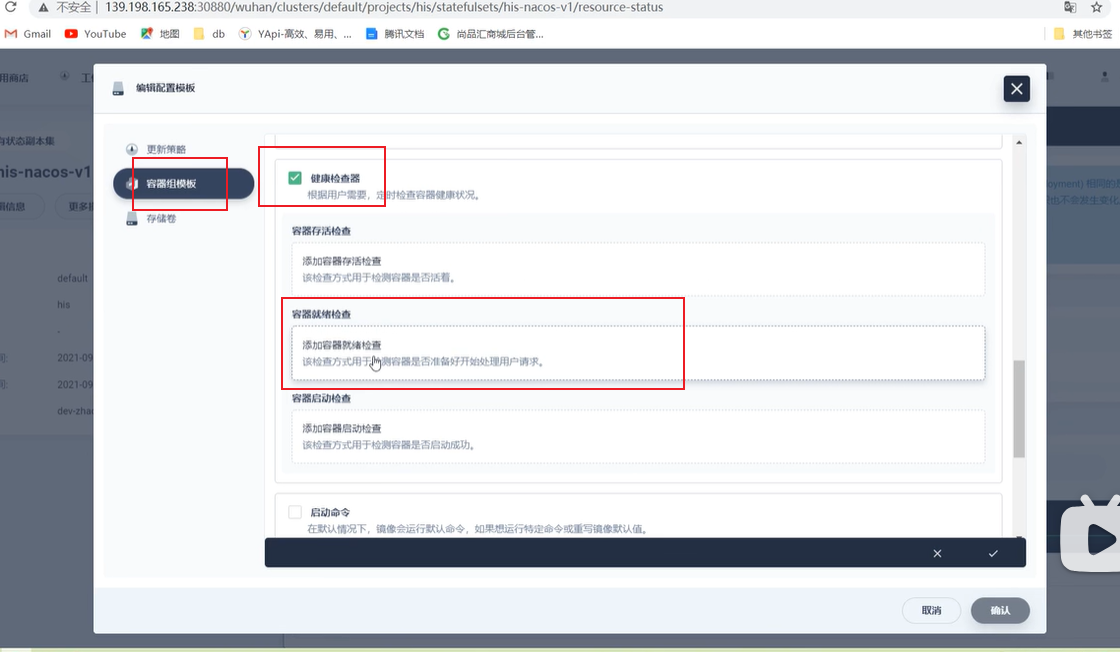 不安全 | 139.198.165.238:30880/wuhan/clusters/default/projects/his/statefulsets/his-nacos-v1/resource-status
Gmail YouTube 地图 db YApi-高效、易用、... 腾讯文档 尚品汇商城后台管... 其他书签
用商店
编辑配置模板
有状态副本集
his-nacos-v1
更新策略
容器组模板
存储卷
健康检查器
根据用户需要，定时检查容器健康状况。
容器存活检查
添加容器存活检查
该检查方式用于检测容器是否活着。
容器就绪检查
添加容器就绪检查
该检查方式用于检测容器是否准备好开始处理用户请求。
容器启动检查
添加容器启动检查
该检查方式用于检测容器是否启动成功。
启动命令
在默认情况下，镜像会运行默认命令，如果想运行特定命令或重写镜像默认值。
default
his
-
2021-09
2021-09
dev-zhan
oyment) 相同的
也不会发生变化
取消 确认